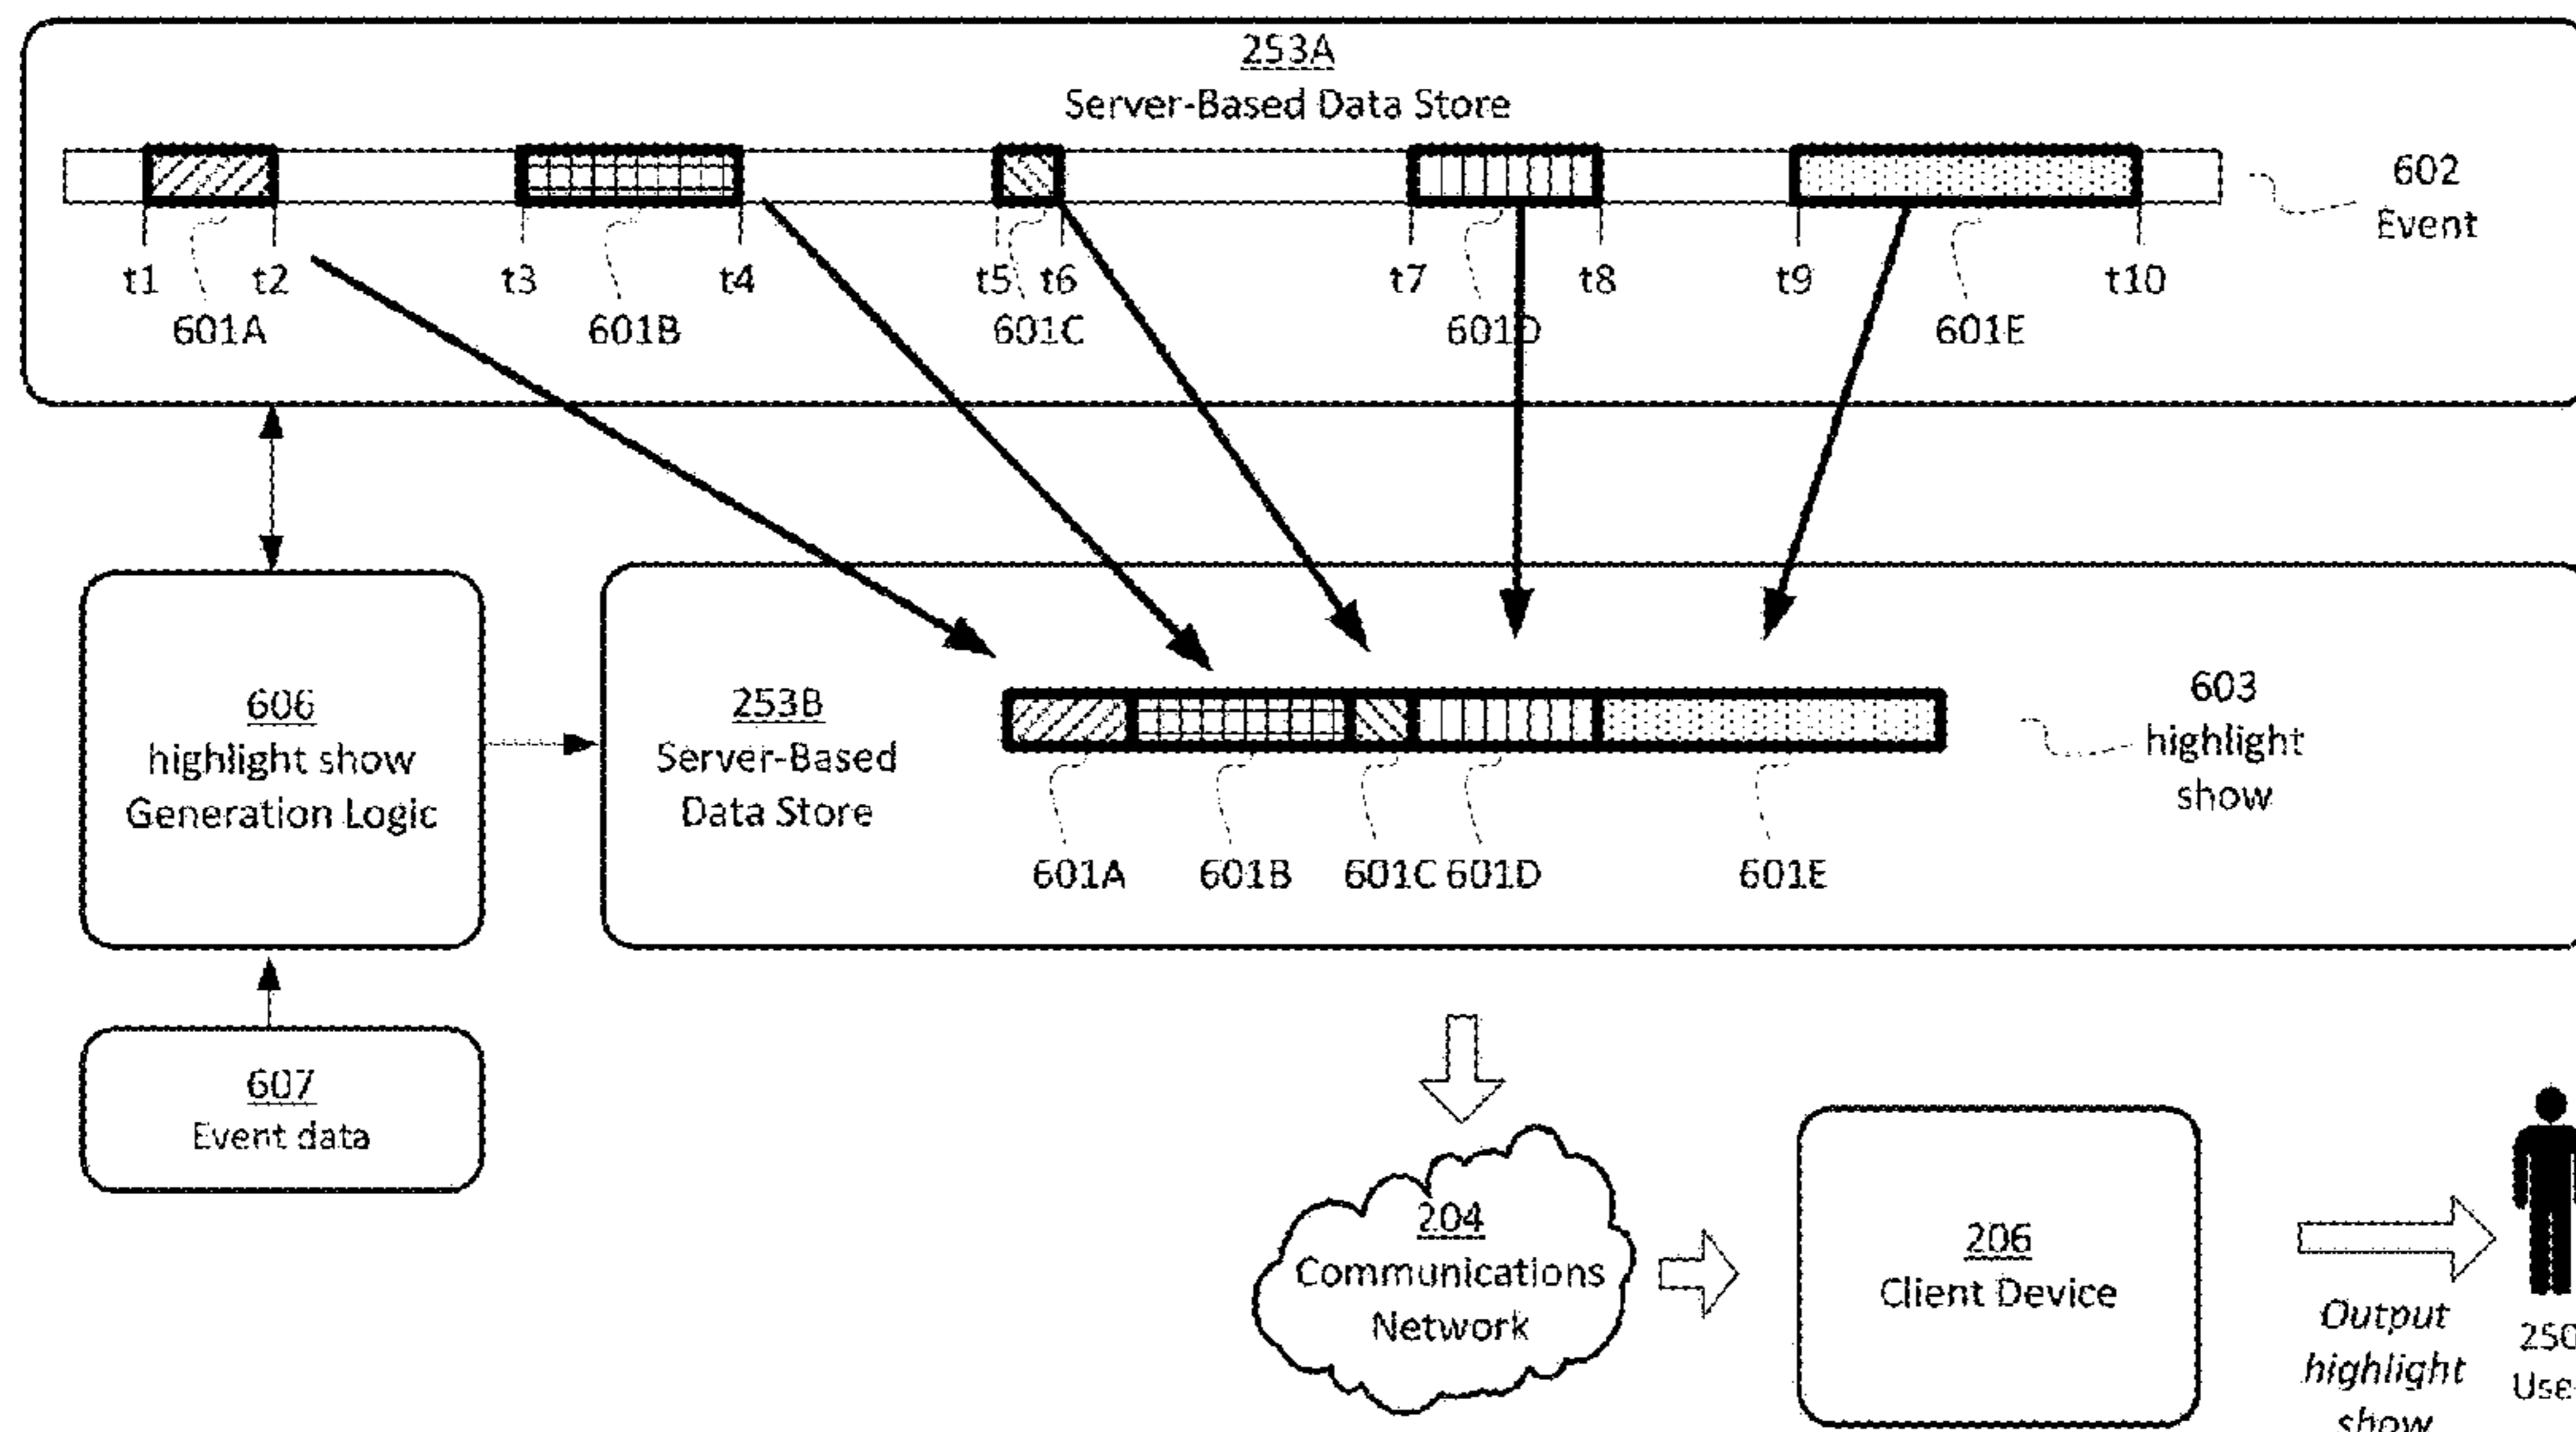 253A
Server-Based Data Store
602
Event
t1 t2 t3 t4 t5 t6 t7 t8 t9 t10
601A 601B 601C 601D 601E
606
highlight show
Generation Logic
253B
Server-Based
Data Store
603
highlight
show
601A 601B 601C 601D 601E
607
Event data
204
Communications
Network
206
Client Device
Output
highlight
show
250